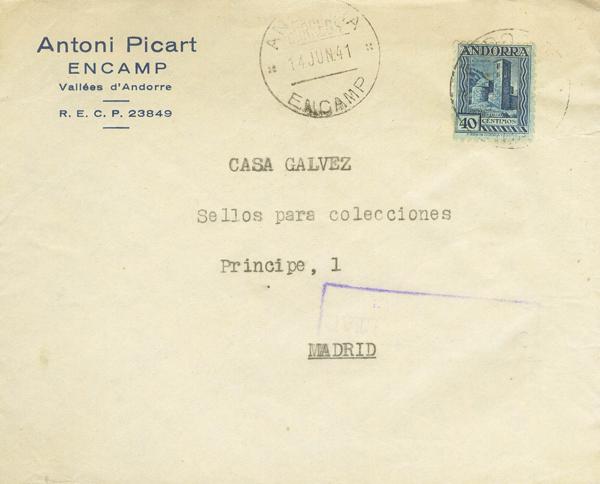 Antoni Picart
ENCAMP
Vallées d'Andorre
R. E. C. P. 23849
CORREOS
14 JUN. 41
ENCAMP
ANDORRA
40 CENTIMOS
CASA GALVEZ
Sellos para colecciones
Principe, 1
MADRID